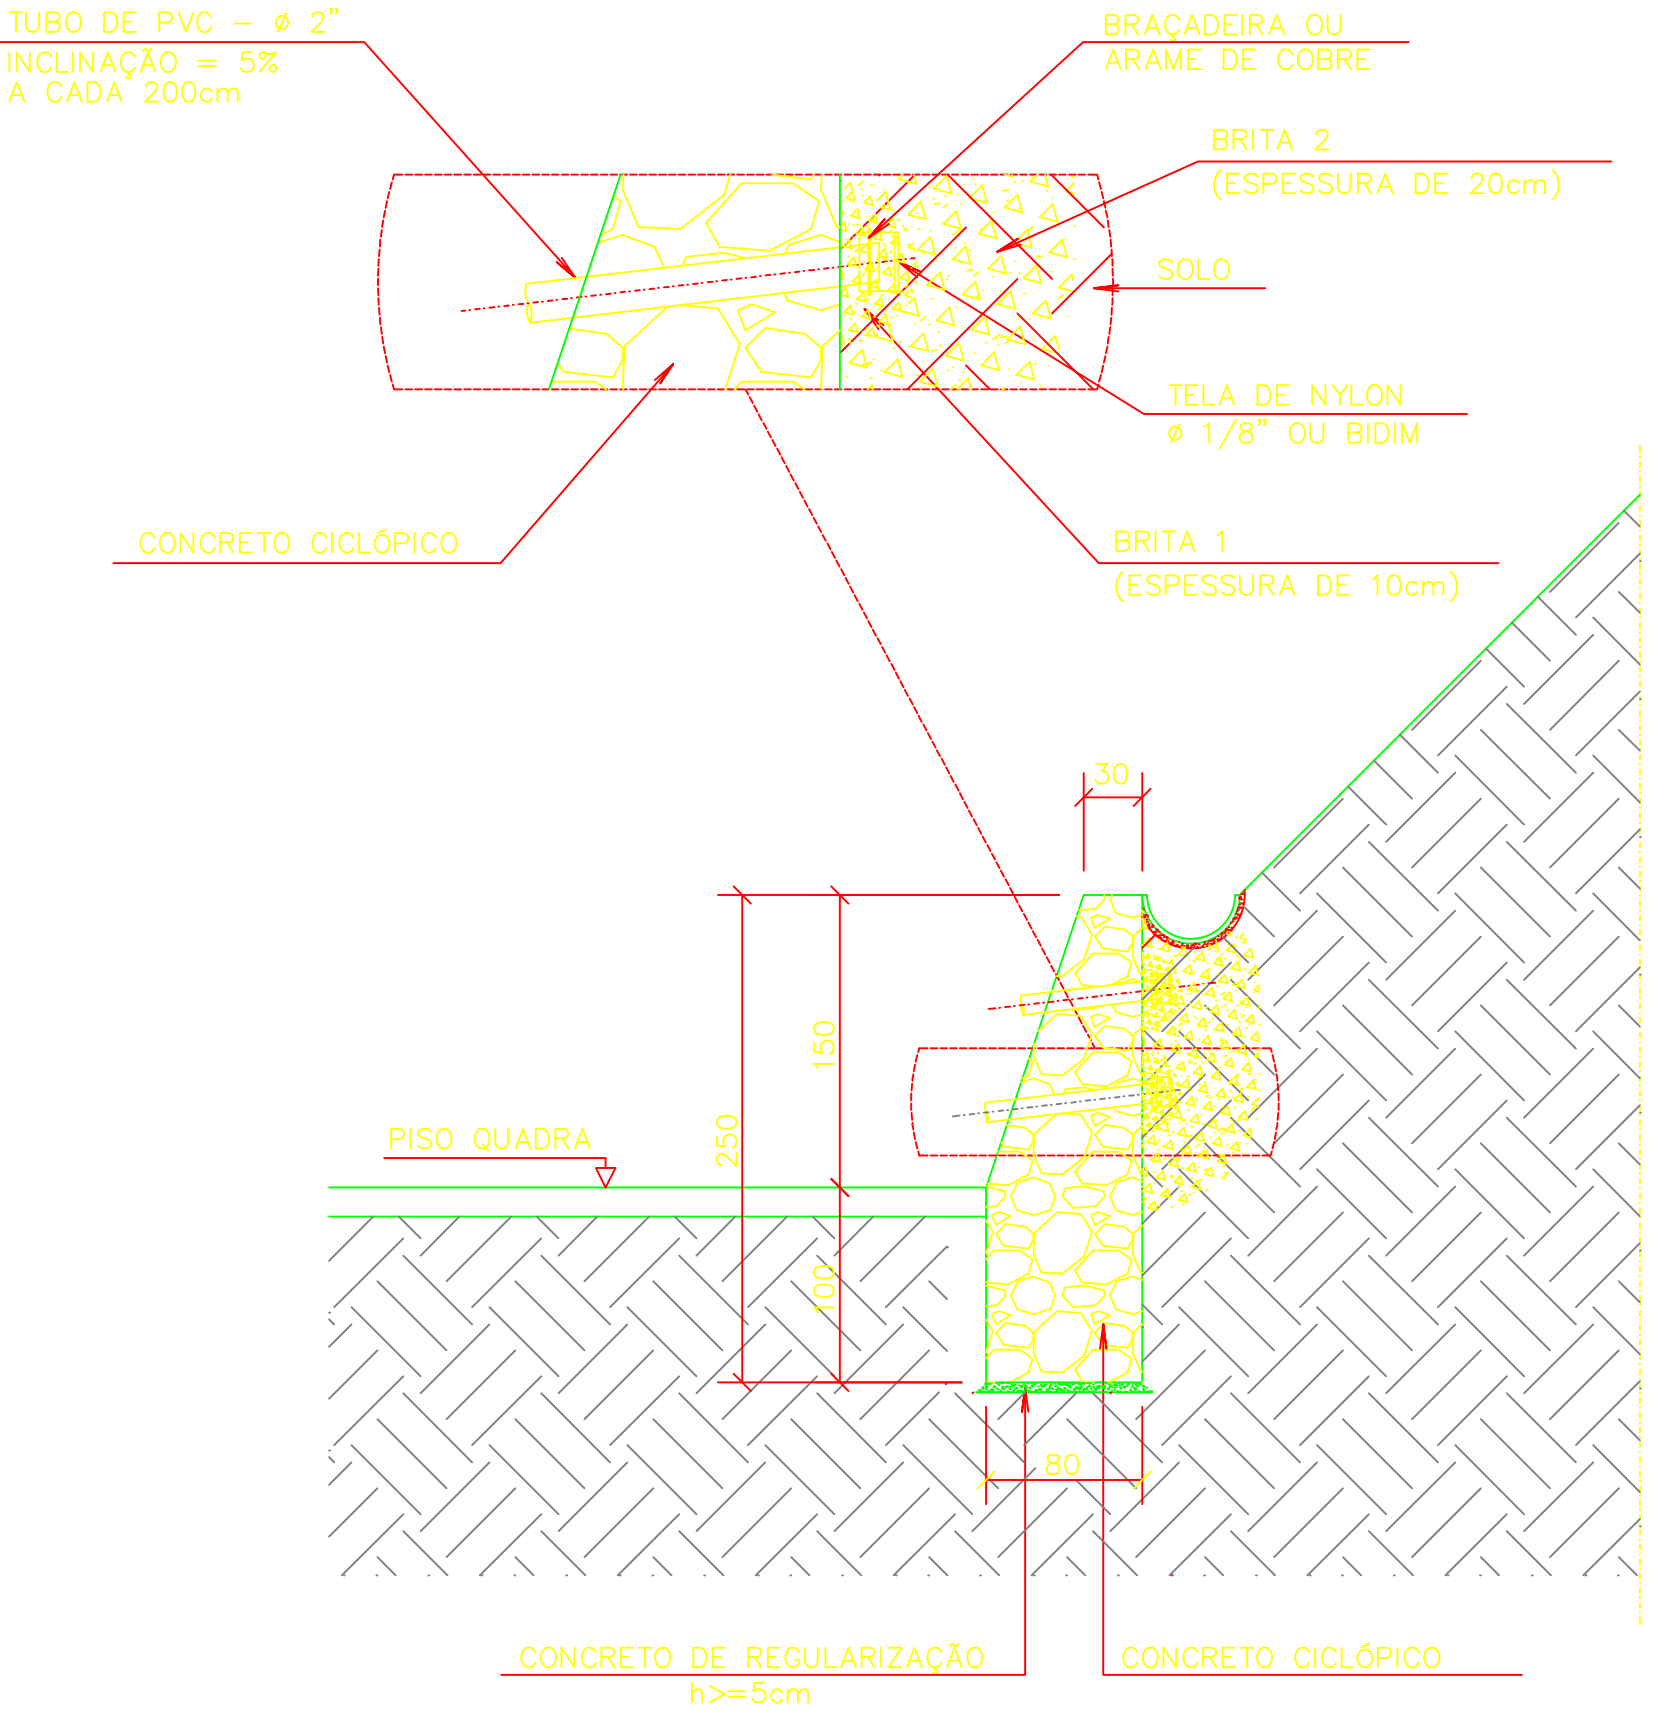 TUBO DE PVC – ø 2”
INCLINAÇÃO = 5%
A CADA 200cm
BRAÇADEIRA OU
ARAME DE COBRE
BRITA 2
(ESPESSURA DE 20cm)
SOLO
TELA DE NYLON
ø 1/8” OU BIDIM
CONCRETO CICLÓPICO
BRITA 1
(ESPESSURA DE 10cm)
30
150
250
PISO QUADRA
100
80
CONCRETO DE REGULARIZAÇÃO
h>=5cm
CONCRETO CICLÓPICO